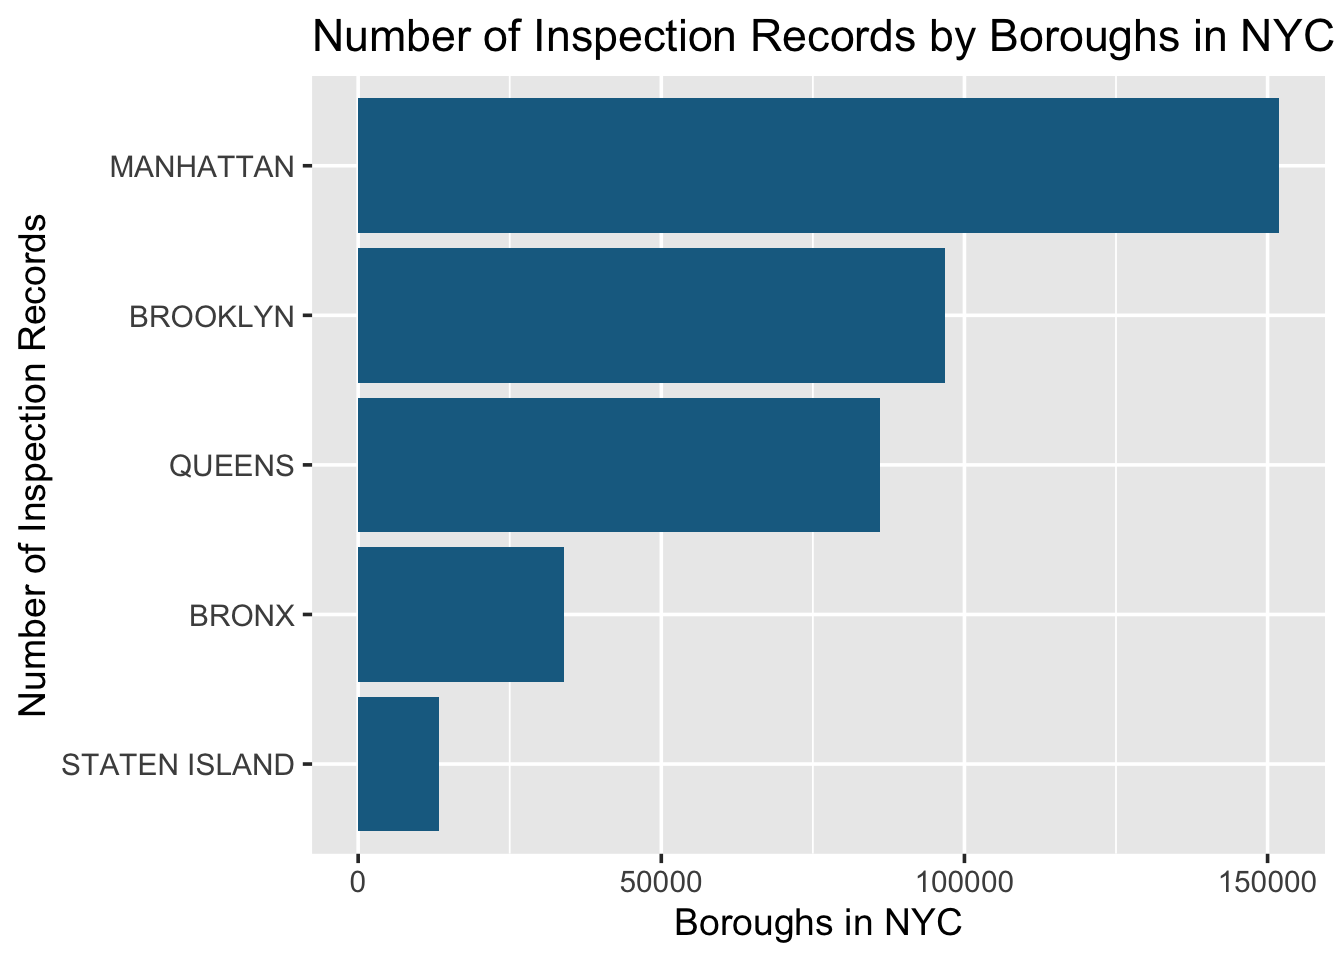 Number of Inspection Records by Boroughs in NYC
Number of Inspection Records
MANHATTAN
BROOKLYN
QUEENS
BRONX
STATEN ISLAND
0 50000 100000 150000
Boroughs in NYC